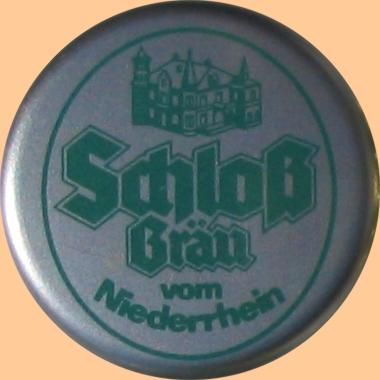 Schloß
Bräu
vom
Niederrhein